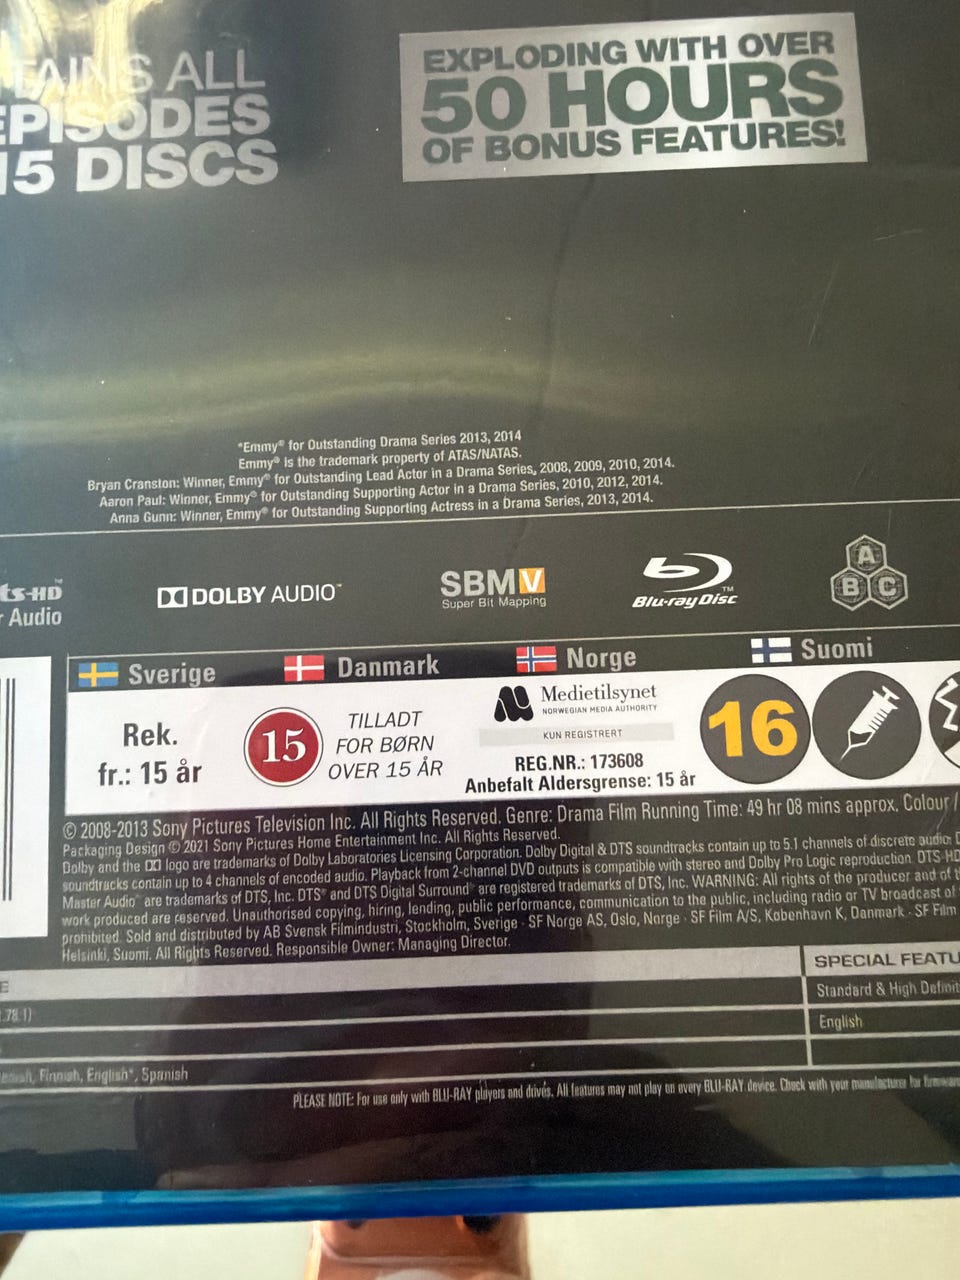 TAINS ALL
EPISODES
15 DISCS
EXPLODING WITH OVER
50 HOURS
OF BONUS FEATURES!
*Emmy® for Outstanding Drama Series 2013, 2014
Emmy® is the trademark property of ATAS/NATAS.
Bryan Cranston: Winner, Emmy® for Outstanding Lead Actor in a Drama Series, 2008, 2009, 2010, 2014.
Aaron Paul: Winner, Emmy® for Outstanding Supporting Actor in a Drama Series, 2010, 2012, 2014.
Anna Gunn: Winner, Emmy® for Outstanding Supporting Actress in a Drama Series, 2013, 2014.
ts-HD™
Audio
DOLBY AUDIO™
SBMV
Super Bit Mapping
Blu-ray Disc™
A
B C
Sverige
Danmark
Norge
Suomi
Rek.
fr.: 15 år
15
TILLADT
FOR BØRN
OVER 15 ÅR
Medietilsynet
NORWEGIAN MEDIA AUTHORITY
KUN REGISTRERT
REG.NR.: 173608
Anbefalt Aldersgrense: 15 år
16
© 2008-2013 Sony Pictures Television Inc. All Rights Reserved. Genre: Drama Film Running Time: 49 hr 08 mins approx. Colour /
Packaging Design © 2021 Sony Pictures Home Entertainment Inc. All Rights Reserved.
Dolby and the logo are trademarks of Dolby Laboratories Licensing Corporation. Dolby Digital & DTS soundtracks contain up to 5.1 channels of discrete audio. D
soundtracks contain up to 4 channels of encoded audio. Playback from 2-channel DVD outputs is compatible with stereo and Dolby Pro Logic reproduction. DTS-HD
Master Audio™ are trademarks of DTS, Inc. DTS® and DTS Digital Surround™ are registered trademarks of DTS, Inc. WARNING: All rights of the producer and of t
work produced are reserved. Unauthorised copying, hiring, lending, public performance, communication to the public, including radio or TV broadcast of
prohibited. Sold and distributed by AB Svensk Filmindustri, Stockholm, Sverige · SF Norge AS, Oslo, Norge · SF Film A/S, København K, Danmark · SF Film
Helsinki, Suomi. All Rights Reserved. Responsible Owner: Managing Director.
E
.78.1)
SPECIAL FEATU
Standard & High Definit
English
edish, Finnish, English*, Spanish
PLEASE NOTE: For use only with BLU-RAY players and drives. All features may not play on every BLU-RAY device. Check with your manufacturer for firmware